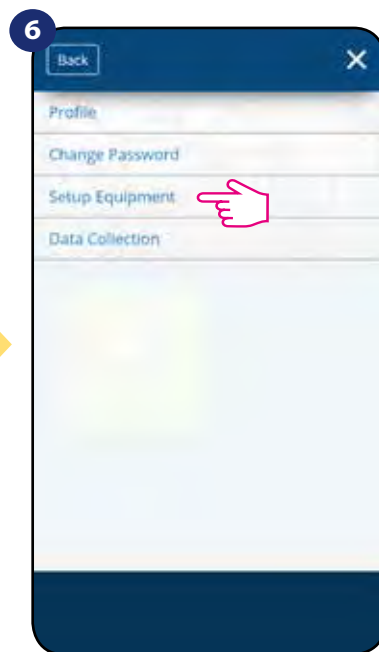 6
Back
Profile
Change Password
Setup Equipment
Data Collection